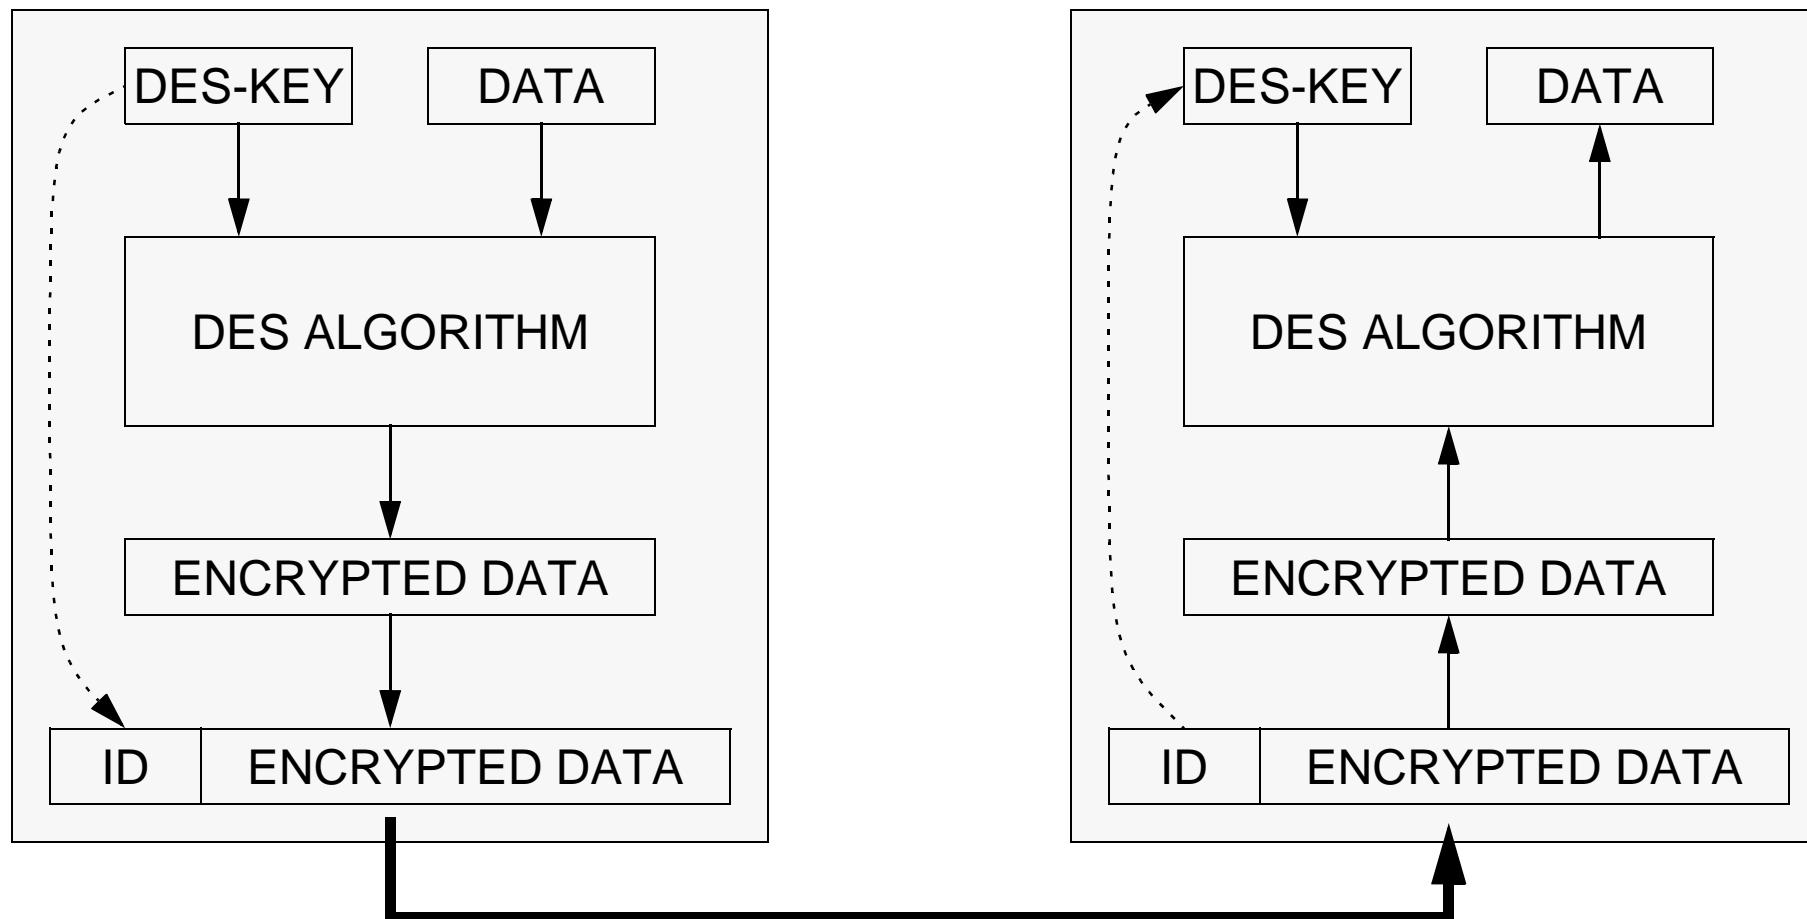 DES-KEY
DATA
DES ALGORITHM
ENCRYPTED DATA
ID
ENCRYPTED DATA
DES-KEY
DATA
DES ALGORITHM
ENCRYPTED DATA
ID
ENCRYPTED DATA